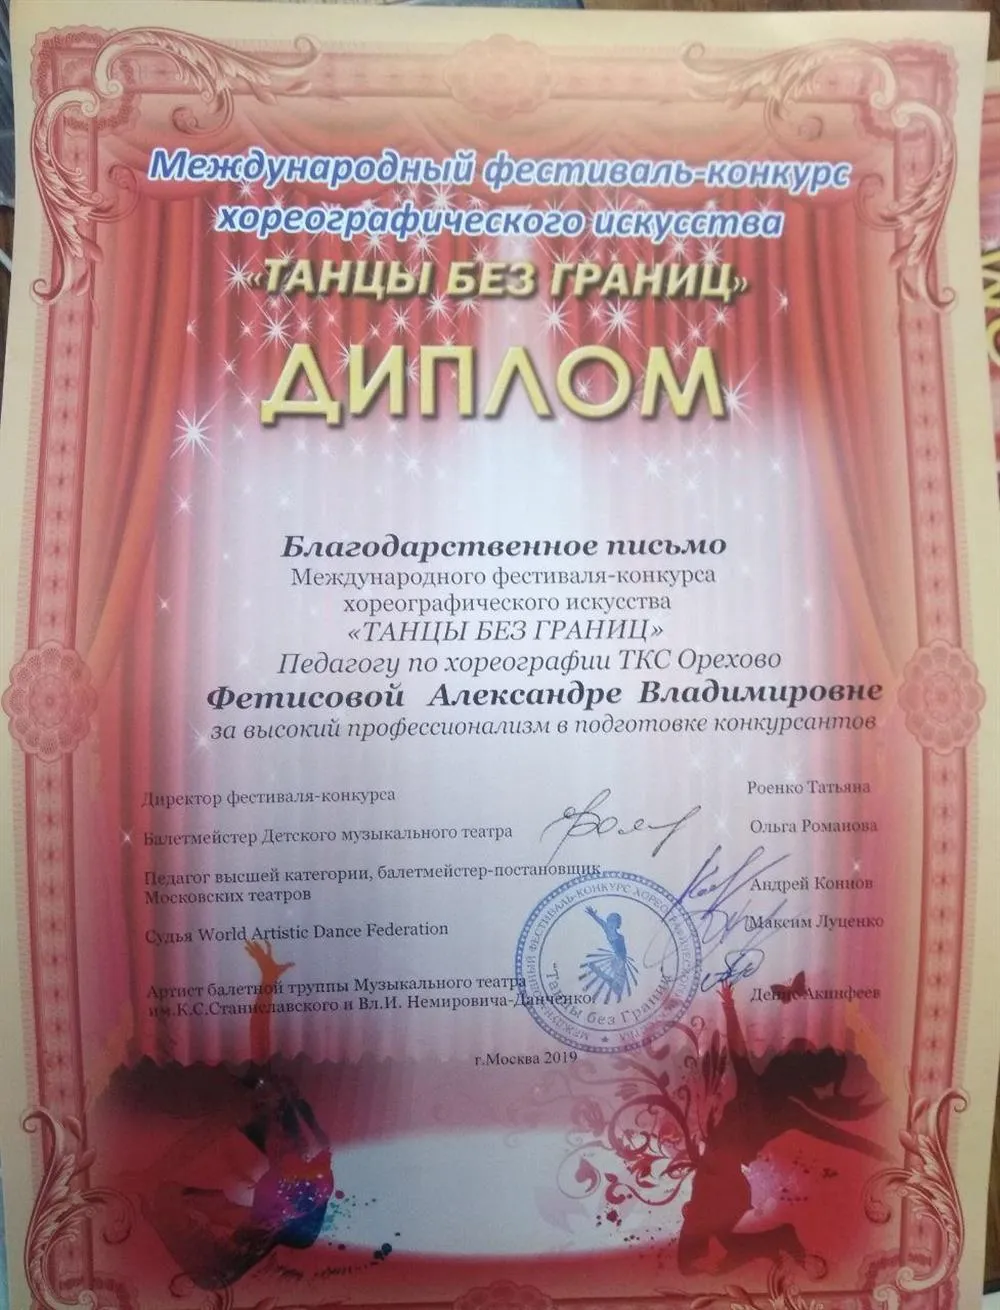 Международный фестиваль-конкурс
хореографического искусства
«ТАНЦЫ БЕЗ ГРАНИЦ»
ДИПЛОМ
Благодарственное письмо
Международного фестиваля-конкурса
хореографического искусства
«ТАНЦЫ БЕЗ ГРАНИЦ»
Педагогу по хореографии ТКС Орехово
Фетисовой Александре Владимировне
за высокий профессионализм в подготовке конкурсантов
Директор фестиваля-конкурса Роенко Татьяна
Балетмейстер Детского музыкального театра Ольга Романова
Педагог высшей категории, балетмейстер-постановщик
Московских театров Андрей Коннов
Судья World Artistic Dance Federation Максим Луценко
Артист балетной труппы Музыкального театра
им.К.С.Станиславского и Вл.И. Немировича-Данченко. Денис Акинфеев
"Танцы без Границ"
г.Москва 2019